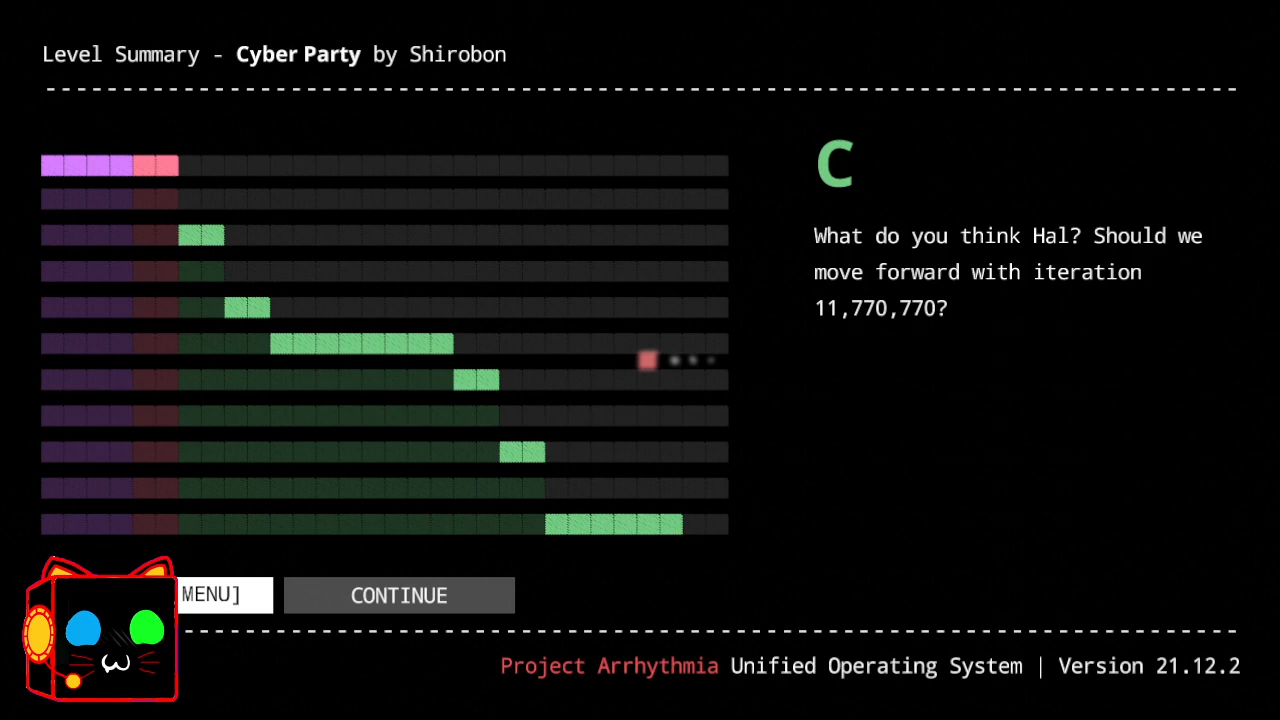 Level Summary - Cyber Party by Shirobon
C
What do you think Hal? Should we
move forward with iteration
11,770,770?
MENU]
CONTINUE
Project Arrhythmia Unified Operating System | Version 21.12.2